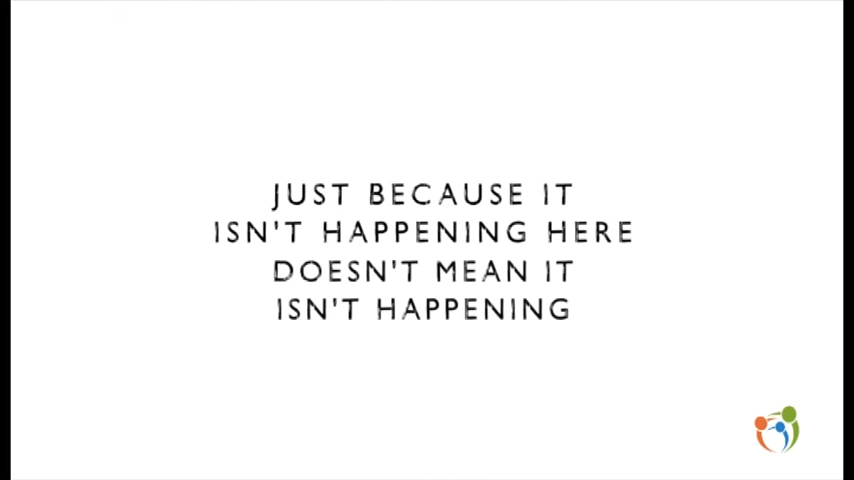 JUST BECAUSE IT
ISN'T HAPPENING HERE
DOESN'T MEAN IT
ISN'T HAPPENING